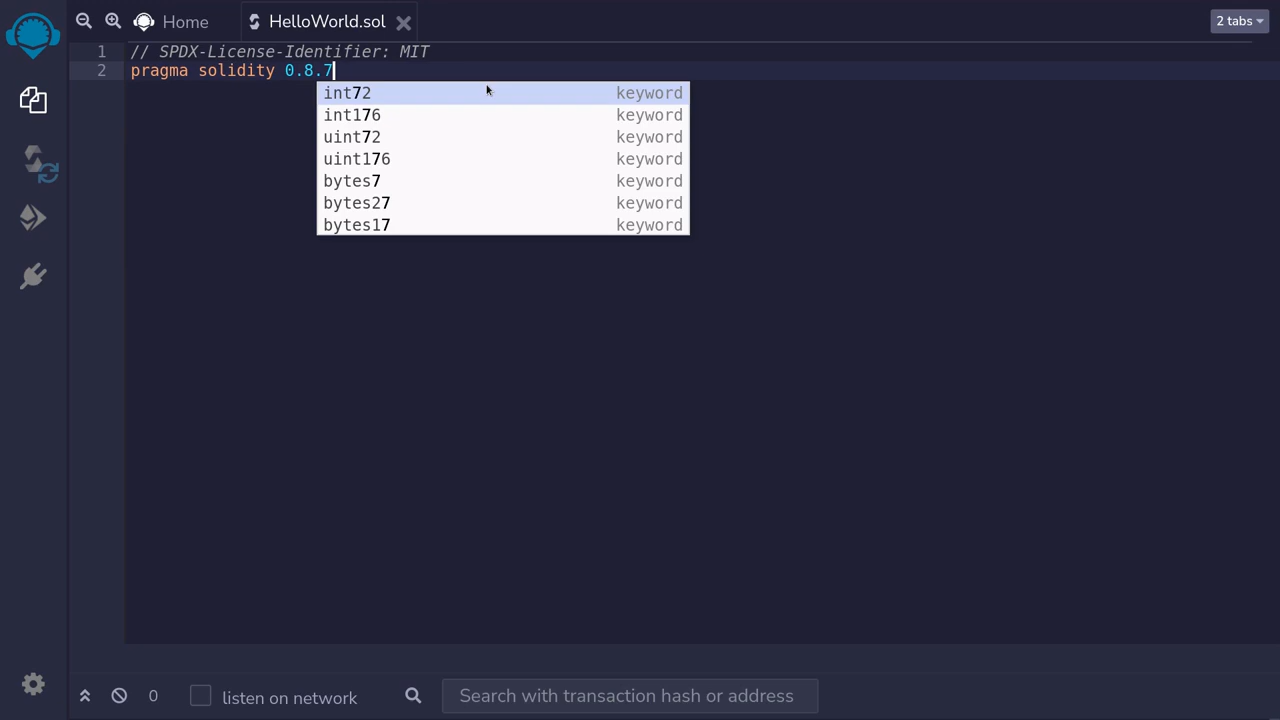 Home
HelloWorld.sol
2 tabs
1 // SPDX-License-Identifier: MIT
2 pragma solidity 0.8.7
int72 keyword
int176 keyword
uint72 keyword
uint176 keyword
bytes7 keyword
bytes27 keyword
bytes17 keyword
0 listen on network Search with transaction hash or address